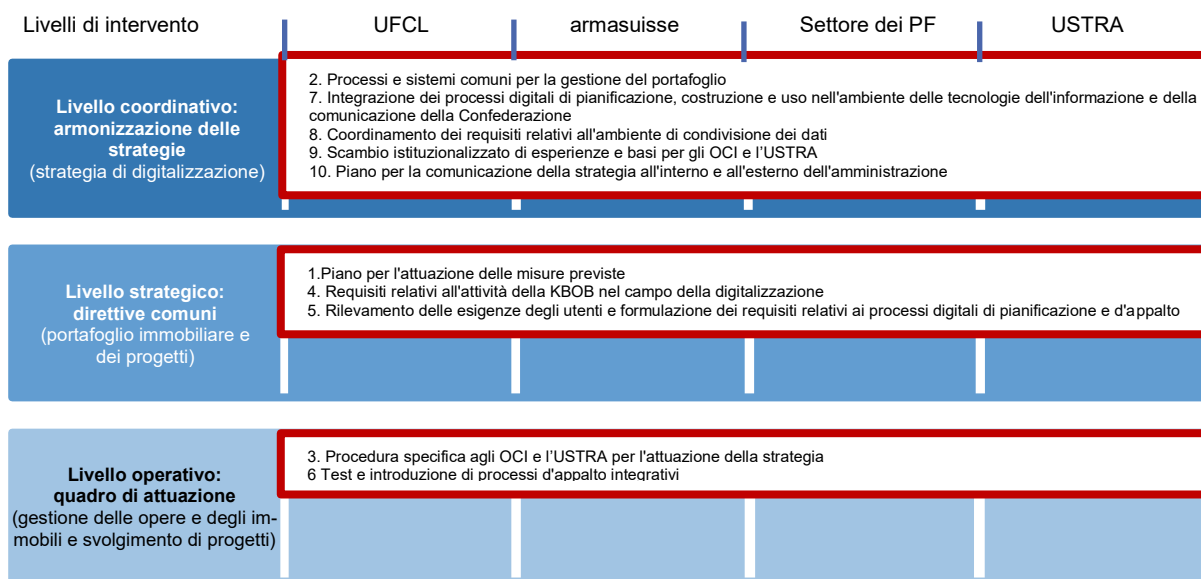 Livelli di intervento UFCL armasuisse Settore dei PF USTRA
Livello coordinativo:
armonizzazione delle
strategie
(strategia di digitalizzazione)
2. Processi e sistemi comuni per la gestione del portafoglio
7. Integrazione dei processi digitali di pianificazione, costruzione e uso nell'ambiente delle tecnologie dell'informazione e della
comunicazione della Confederazione
8. Coordinamento dei requisiti relativi all'ambiente di condivisione dei dati
9. Scambio istituzionalizzato di esperienze e basi per gli OCI e l'USTRA
10. Piano per la comunicazione della strategia all'interno e all'esterno dell'amministrazione
Livello strategico:
direttive comuni
(portafoglio immobiliare e
dei progetti)
1.Piano per l'attuazione delle misure previste
4. Requisiti relativi all'attività della KBOB nel campo della digitalizzazione
5. Rilevamento delle esigenze degli utenti e formulazione dei requisiti relativi ai processi digitali di pianificazione e d'appalto
Livello operativo:
quadro di attuazione
(gestione delle opere e degli im-
mobili e svolgimento di progetti)
3. Procedura specifica agli OCI e l'USTRA per l'attuazione della strategia
6 Test e introduzione di processi d'appalto integrativi